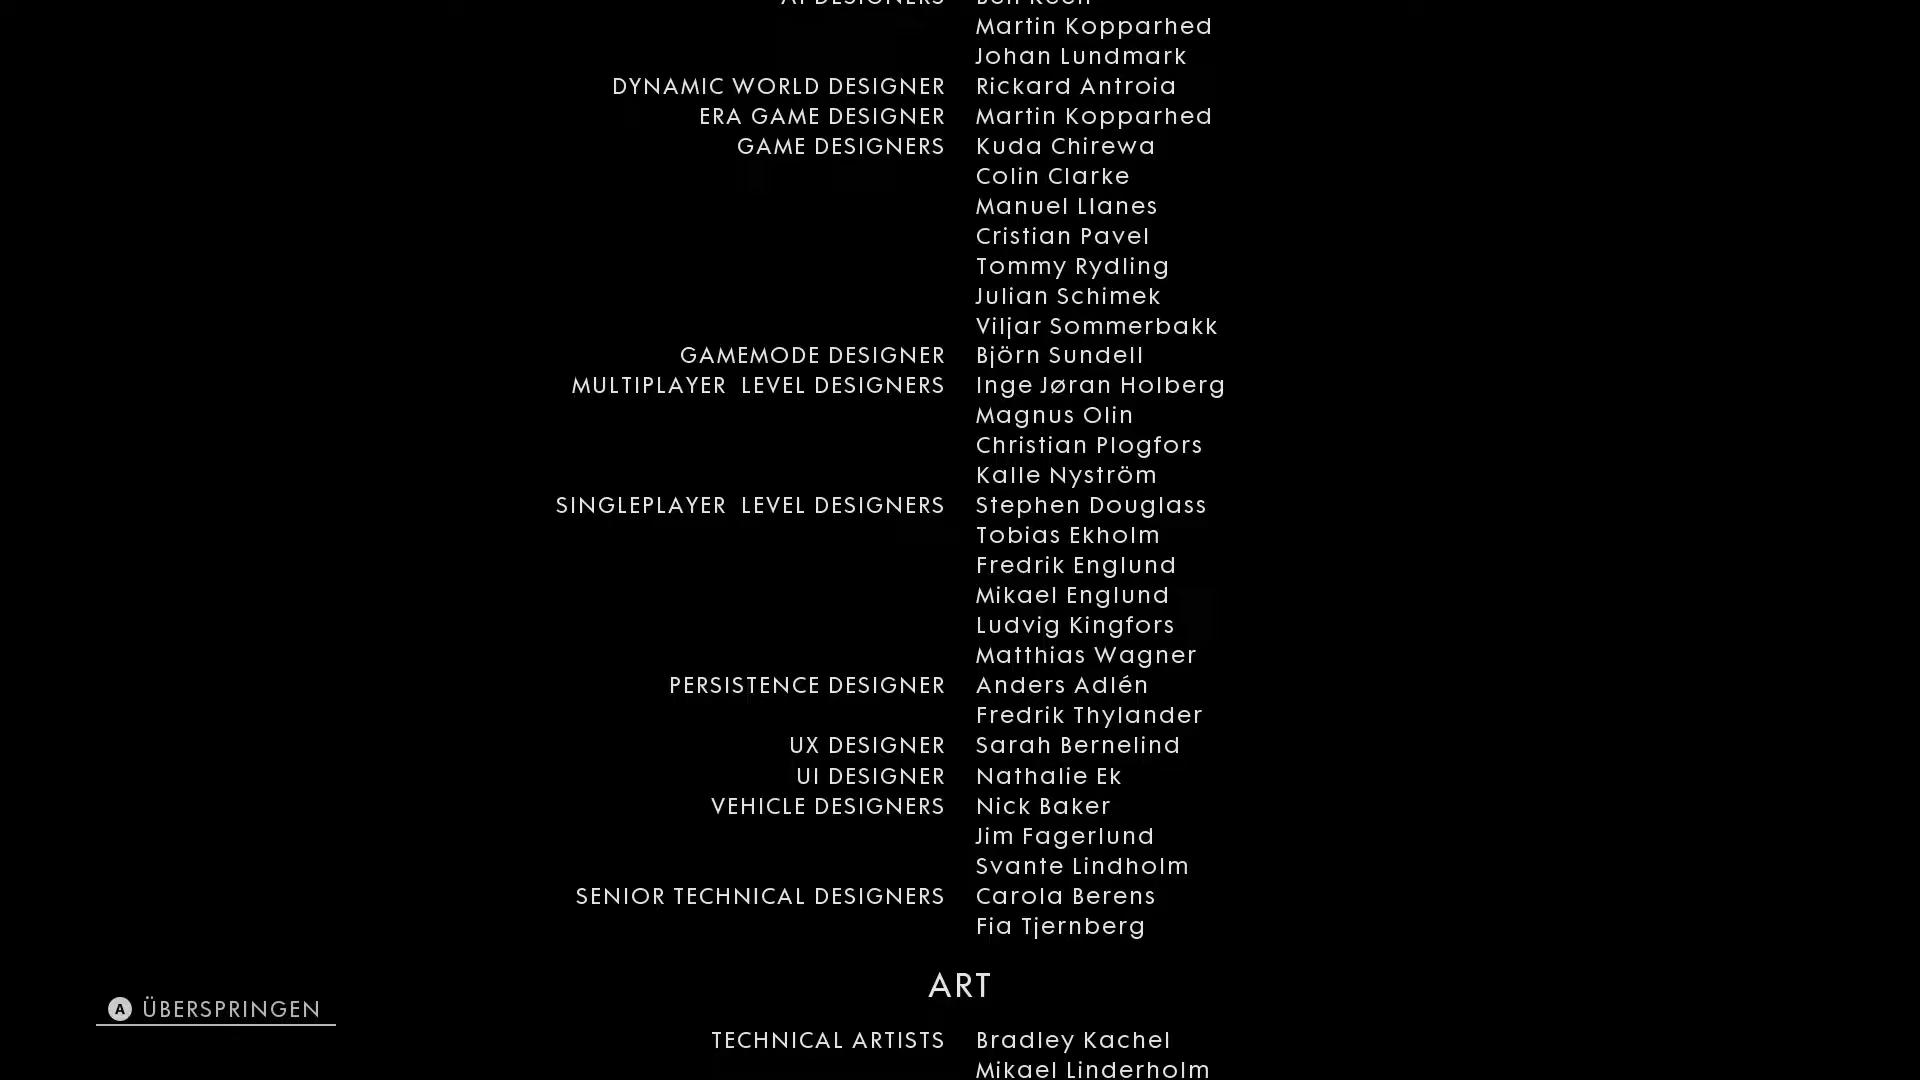 AI DESIGNERS Ben Keen
Martin Kopparhed
Johan Lundmark
DYNAMIC WORLD DESIGNER Rickard Antroia
ERA GAME DESIGNER Martin Kopparhed
GAME DESIGNERS Kuda Chirewa
Colin Clarke
Manuel Llanes
Cristian Pavel
Tommy Rydling
Julian Schimek
Viljar Sommerbakk
GAMEMODE DESIGNER Björn Sundell
MULTIPLAYER LEVEL DESIGNERS Inge Jøran Holberg
Magnus Olin
Christian Plogfors
Kalle Nyström
SINGLEPLAYER LEVEL DESIGNERS Stephen Douglass
Tobias Ekholm
Fredrik Englund
Mikael Englund
Ludvig Kingfors
Matthias Wagner
PERSISTENCE DESIGNER Anders Adlén
Fredrik Thylander
UX DESIGNER Sarah Bernelind
UI DESIGNER Nathalie Ek
VEHICLE DESIGNERS Nick Baker
Jim Fagerlund
Svante Lindholm
SENIOR TECHNICAL DESIGNERS Carola Berens
Fia Tjernberg
ART
A ÜBERSPRINGEN
TECHNICAL ARTISTS Bradley Kachel
Mikael Linderholm